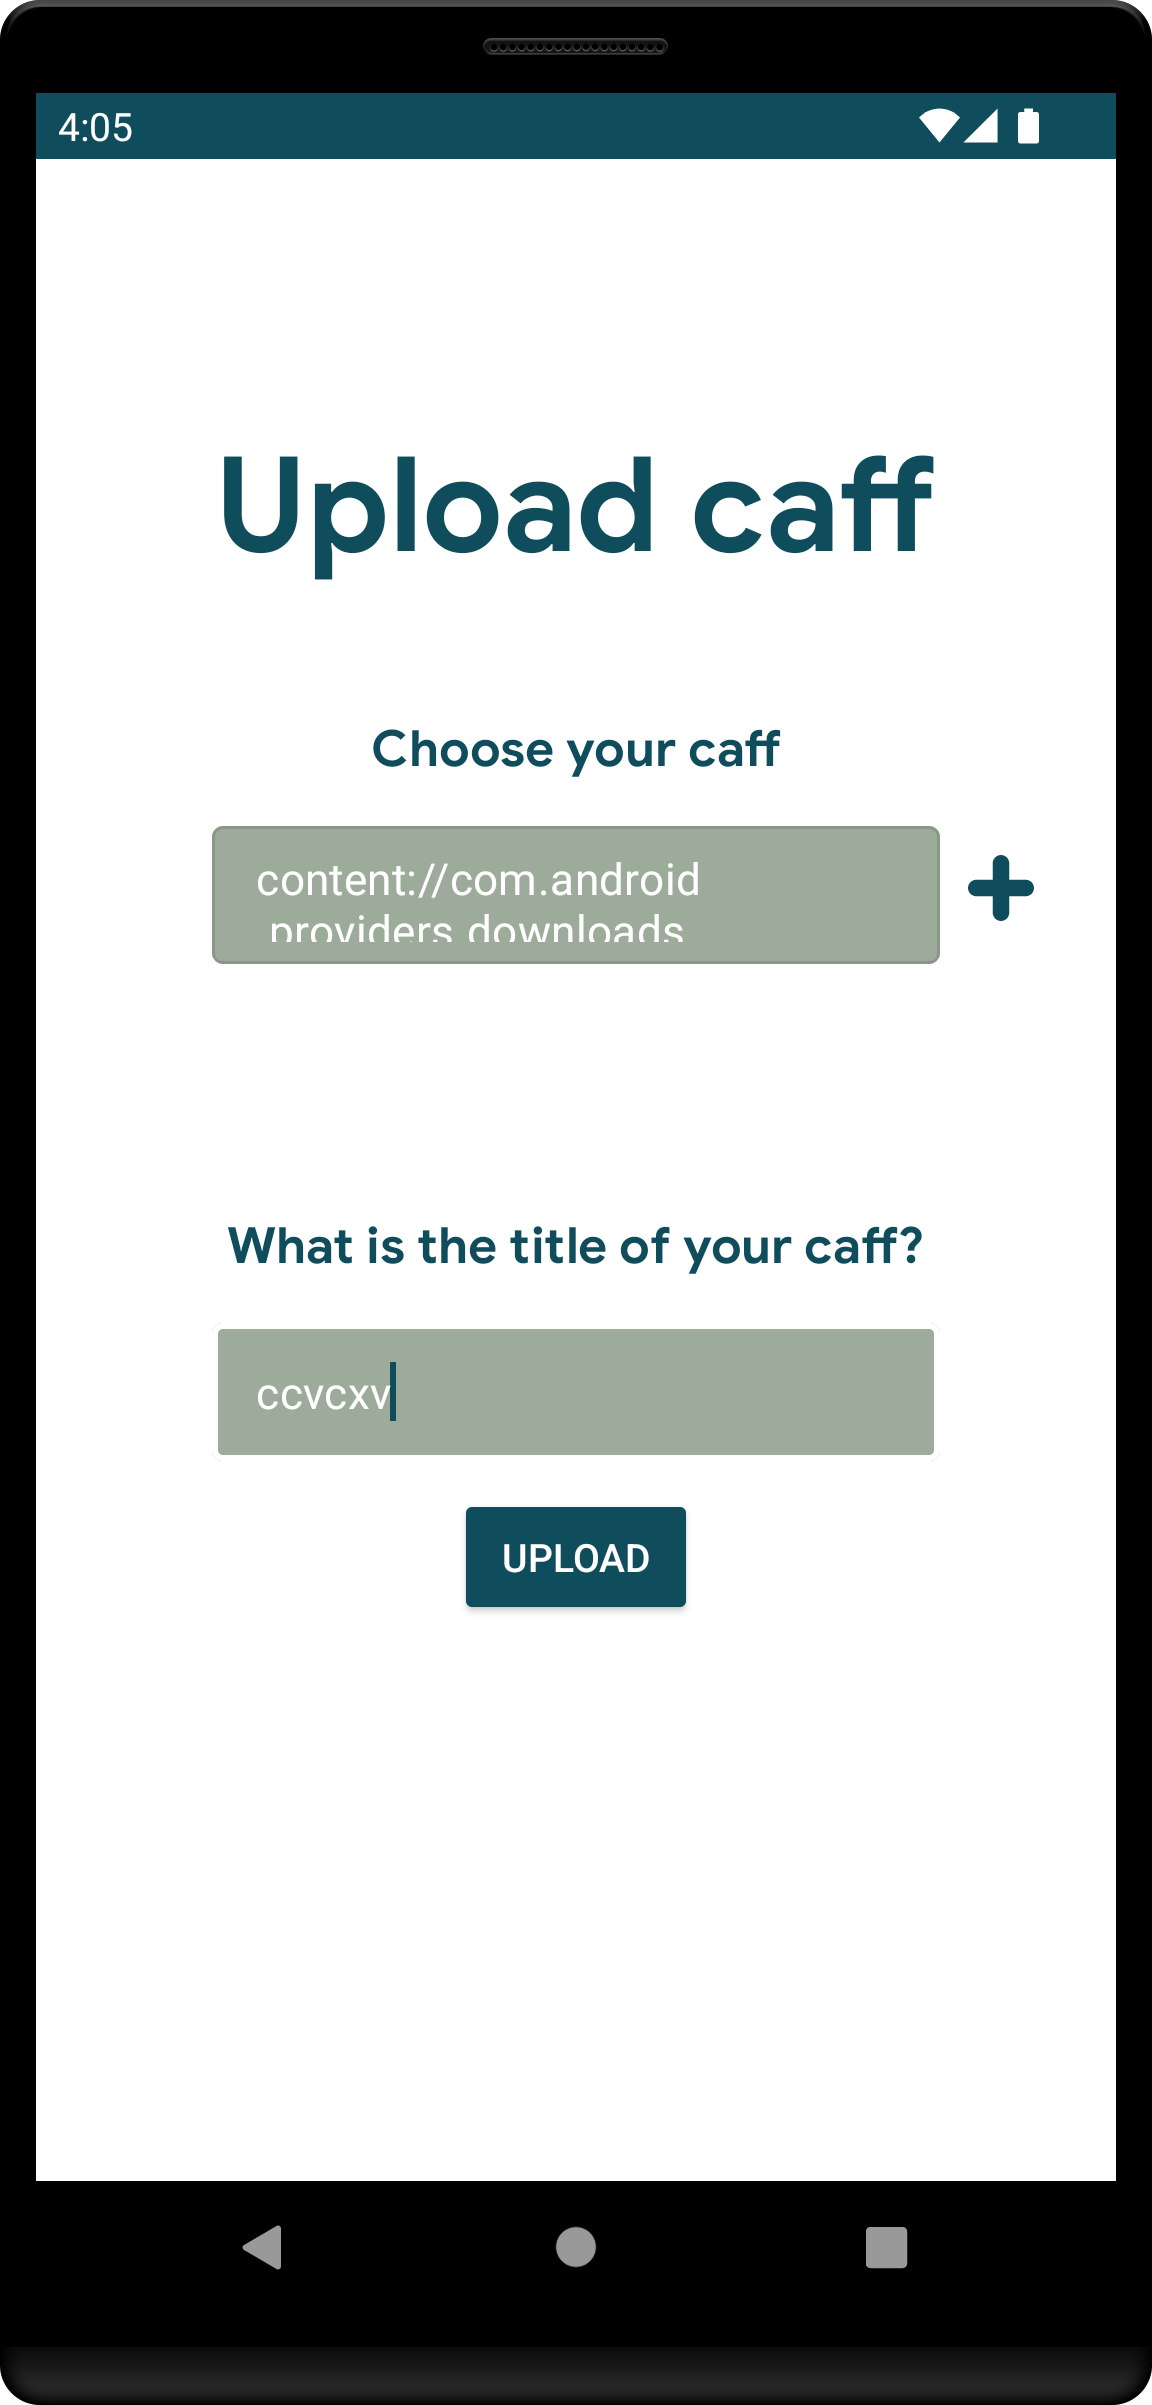 4:05
Upload caff
Choose your caff
content://com.android
.providers.downloads
What is the title of your caff?
ccvcxv
UPLOAD